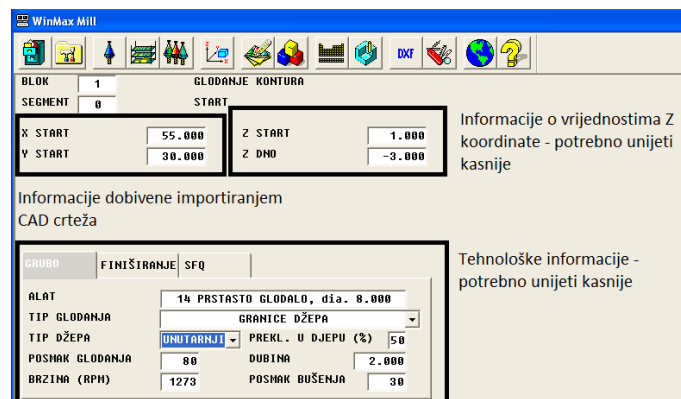 WinMax Mill
DXF
BLOK 1 GLODANJE KONTURA
SEGMENT 0 START
X START 55.000 Z START 1.000
Y START 30.000 Z DNO -3.000
Informacije o vrijednostima Z
koordinate - potrebno unijeti
kasnije
Informacije dobivene importiranjem
CAD crteža
GRUBO FINIŠIRANJE SFQ
Tehnološke informacije -
potrebno unijeti kasnije
ALAT 14 PRSTASTO GLODALO, dia. 8.000
TIP GLODANJA GRANICE DŽEPA
TIP DŽEPA UNUTARNJI PREKL. U DJEPU (%) 50
POSMAK GLODANJA 80 DUBINA 2.000
BRZINA (RPM) 1273 POSMAK BUŠENJA 30